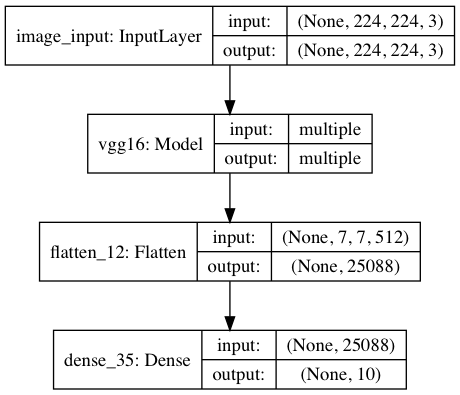 image_input: InputLayer
input: (None, 224, 224, 3)
output: (None, 224, 224, 3)
vgg16: Model
input: multiple
output: multiple
flatten_12: Flatten
input: (None, 7, 7, 512)
output: (None, 25088)
dense_35: Dense
input: (None, 25088)
output: (None, 10)